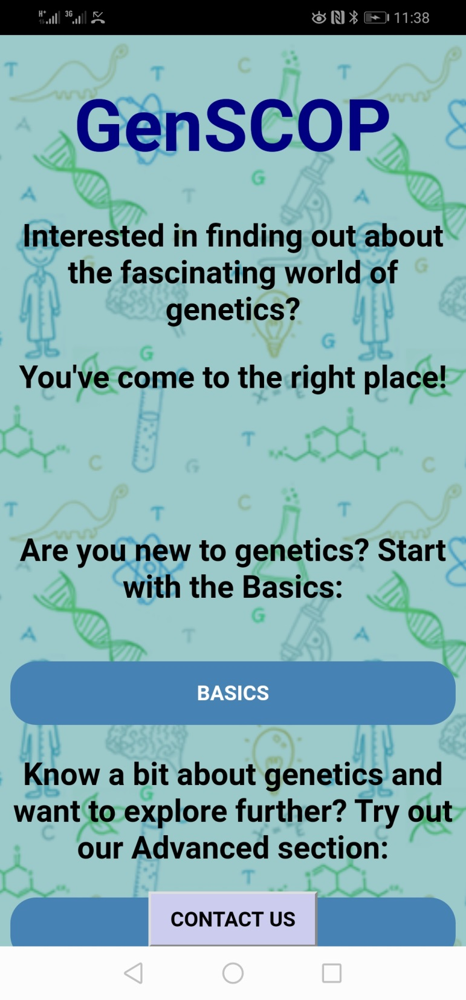 H+ 3G 11:38
GenSCOP
Interested in finding out about
the fascinating world of
genetics?
You've come to the right place!
Are you new to genetics? Start
with the Basics:
BASICS
Know a bit about genetics and
want to explore further? Try out
our Advanced section:
CONTACT US